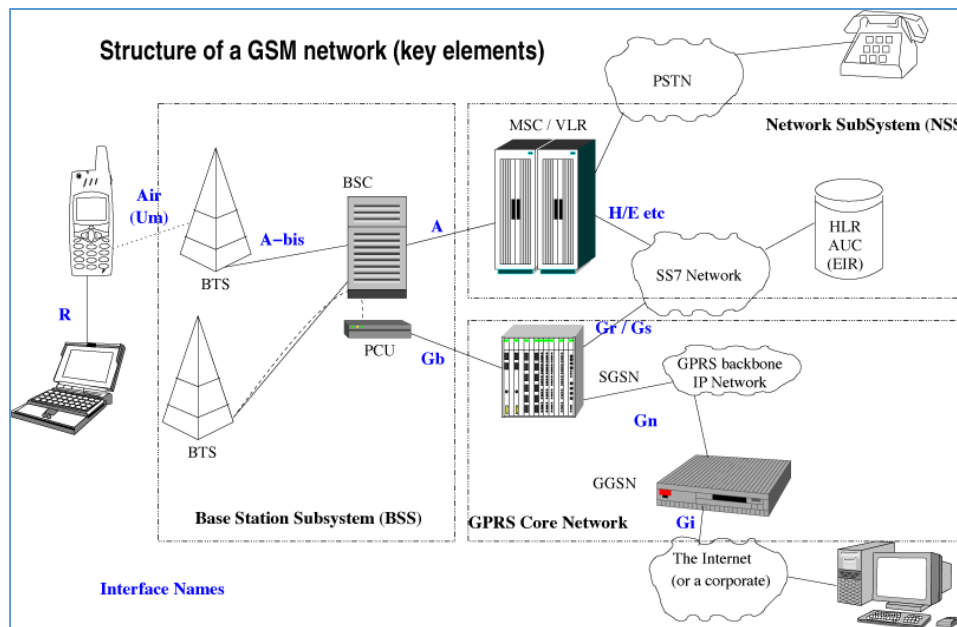 Structure of a GSM network (key elements)
PSTN
MSC / VLR
Network SubSystem (NSS
Air
(Um)
BSC
A-bis
A
H/E etc
HLR
AUC
(EIR)
BTS
SS7 Network
R
PCU
Gb
Gr / Gs
SGSN
GPRS backbone
IP Network
Gn
BTS
GGSN
Base Station Subsystem (BSS)
GPRS Core Network
Gi
The Internet
(or a corporate)
Interface Names